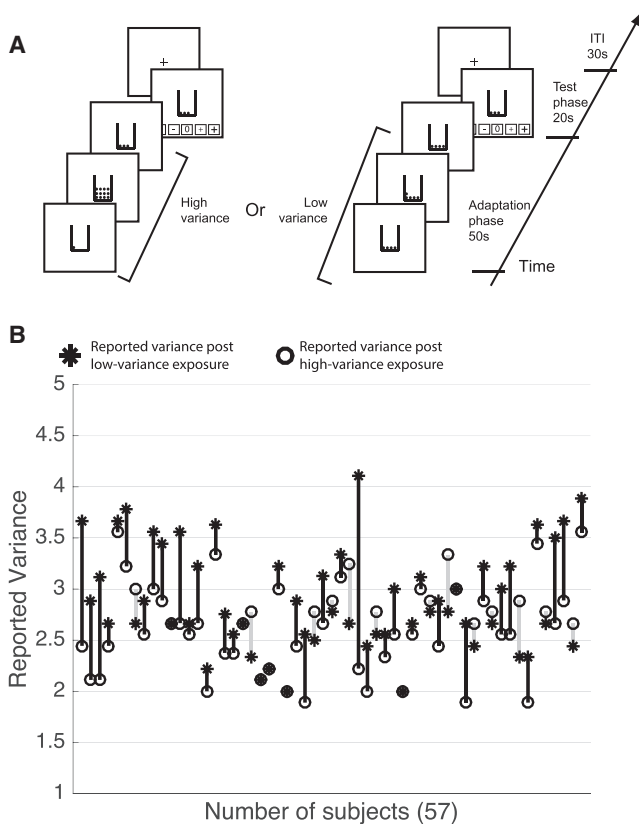 A
+
- 0 + +
High
variance
Or
Low
variance
+
- 0 + +
ITI
30s
Test
phase
20s
Adaptation
phase
50s
Time
B
Reported variance post
low-variance exposure
Reported variance post
high-variance exposure
Reported Variance
5
4.5
4
3.5
3
2.5
2
1.5
1
Number of subjects (57)